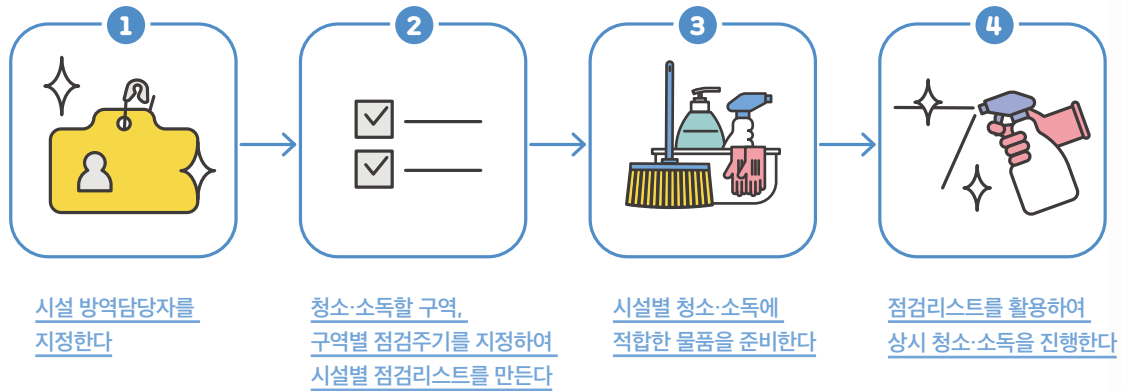 1
2
3
4
시설 방역담당자를
지정한다
청소·소독할 구역,
구역별 점검주기를 지정하여
시설별 점검리스트를 만든다
시설별 청소·소독에
적합한 물품을 준비한다
점검리스트를 활용하여
상시 청소·소독을 진행한다